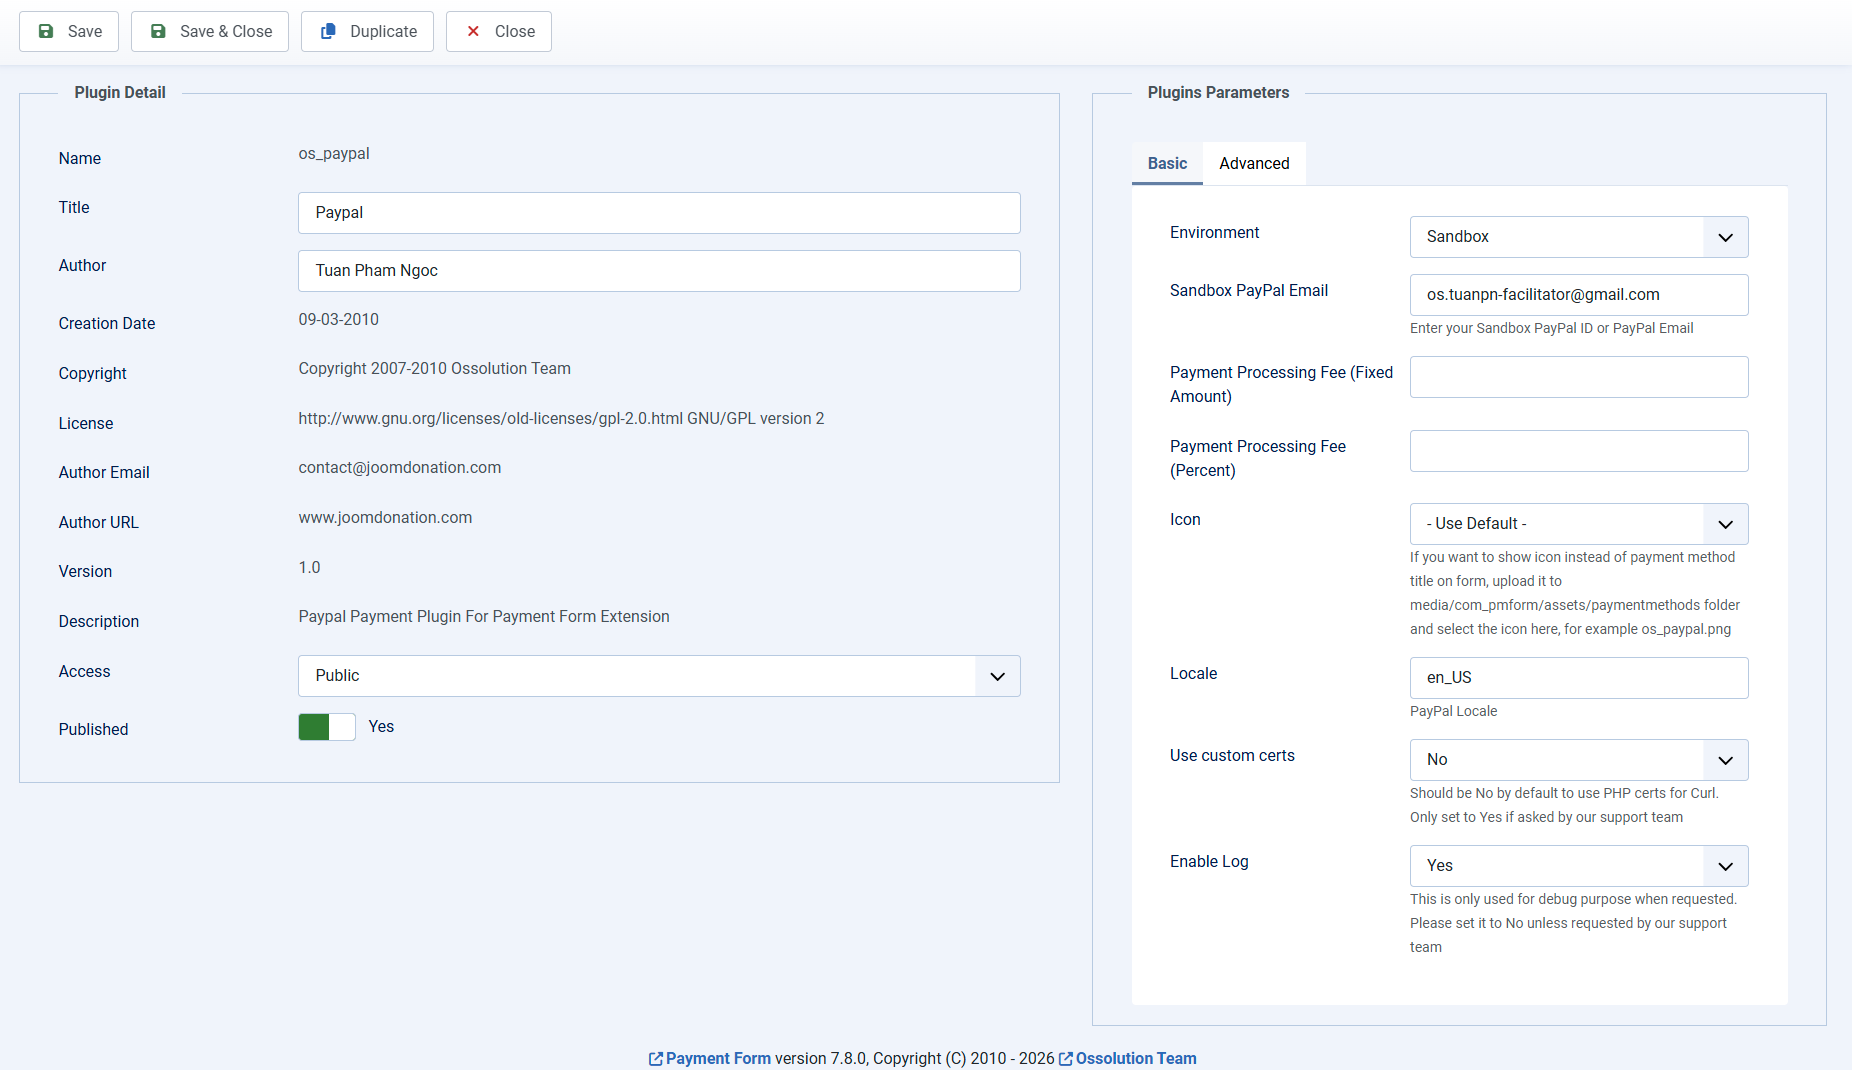 Save
Save & Close
Duplicate
Close
Plugin Detail
Name
os_paypal
Title
Paypal
Author
Tuan Pham Ngoc
Creation Date
09-03-2010
Copyright
Copyright 2007-2010 Ossolution Team
License
http://www.gnu.org/licenses/old-licenses/gpl-2.0.html GNU/GPL version 2
Author Email
contact@joomdonation.com
Author URL
www.joomdonation.com
Version
1.0
Description
Paypal Payment Plugin For Payment Form Extension
Access
Public
Published
Yes
Plugins Parameters
Basic
Advanced
Environment
Sandbox
Sandbox PayPal Email
os.tuanpn-facilitator@gmail.com
Enter your Sandbox PayPal ID or PayPal Email
Payment Processing Fee (Fixed
Amount)
Payment Processing Fee
(Percent)
Icon
- Use Default -
If you want to show icon instead of payment method
title on form, upload it to
media/com_pmform/assets/paymentmethods folder
and select the icon here, for example os_paypal.png
Locale
en_US
PayPal Locale
Use custom certs
No
Should be No by default to use PHP certs for Curl.
Only set to Yes if asked by our support team
Enable Log
Yes
This is only used for debug purpose when requested.
Please set it to No unless requested by our support
team
Payment Form version 7.8.0, Copyright (C) 2010 - 2026 Ossolution Team